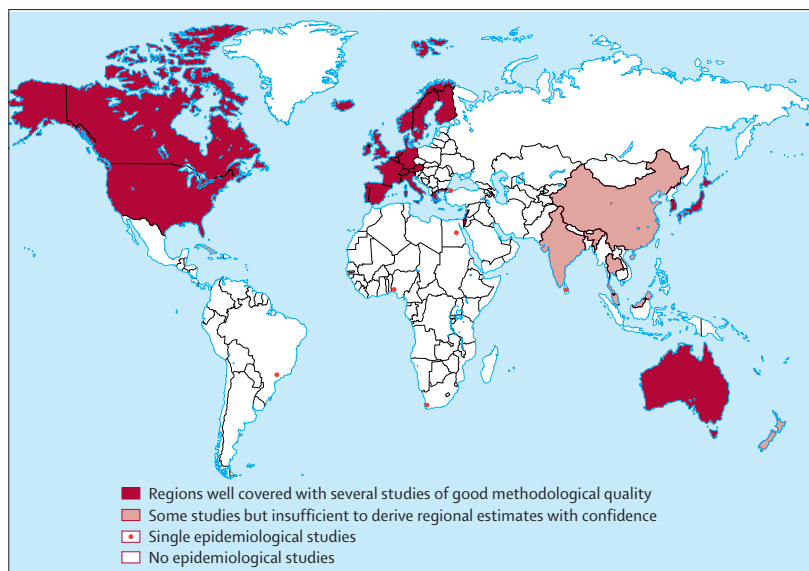 Regions well covered with several studies of good methodological quality
Some studies but insufficient to derive regional estimates with confidence
Single epidemiological studies
No epidemiological studies